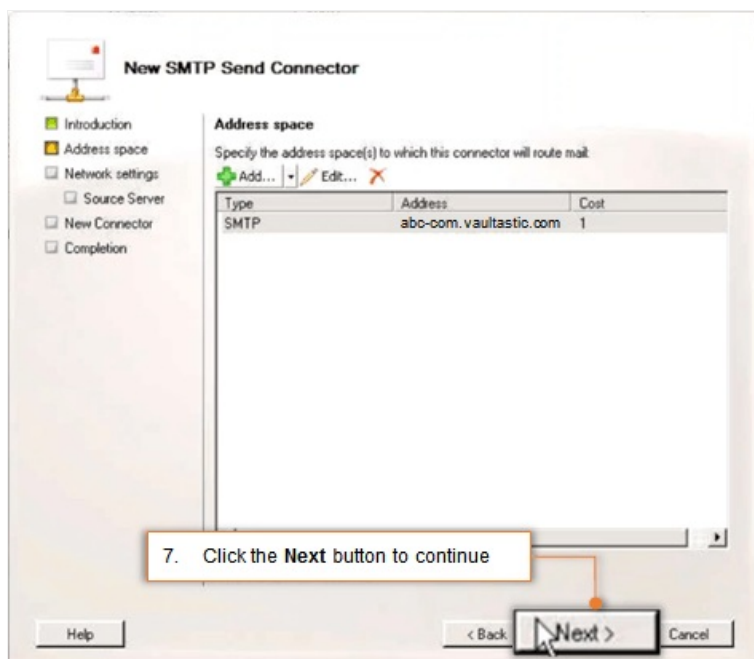 New SMTP Send Connector
Introduction
Address space
Network settings
Source Server
New Connector
Completion
Address space
Specify the address space(s) to which this connector will route mail:
Add... Edit...
Type Address Cost
SMTP abc-com.vaultastic.com 1
7. Click the Next button to continue
Help < Back Next > Cancel